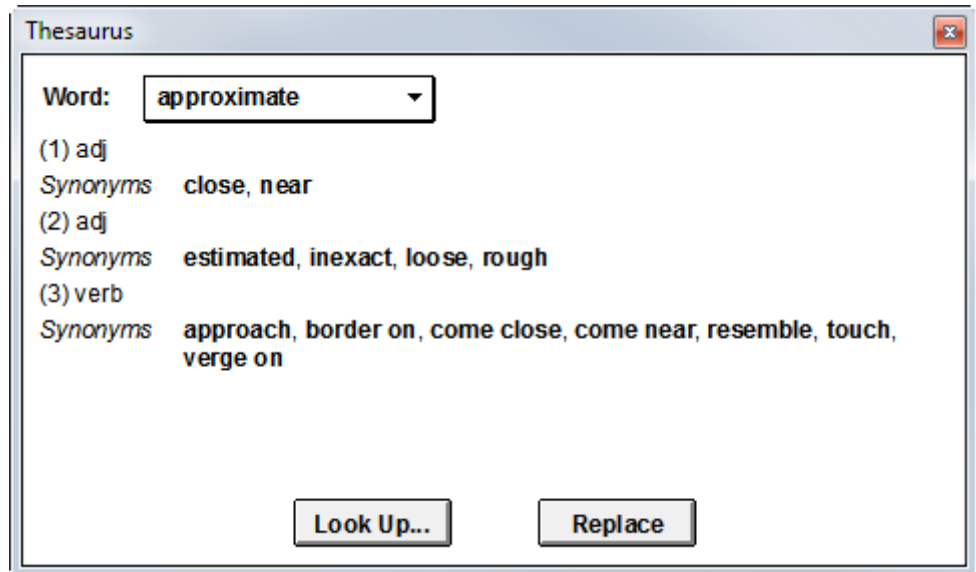 Thesaurus
Word: approximate
(1) adj
Synonyms close, near
(2) adj
Synonyms estimated, inexact, loose, rough
(3) verb
Synonyms approach, border on, come close, come near, resemble, touch,
verge on
Look Up... Replace